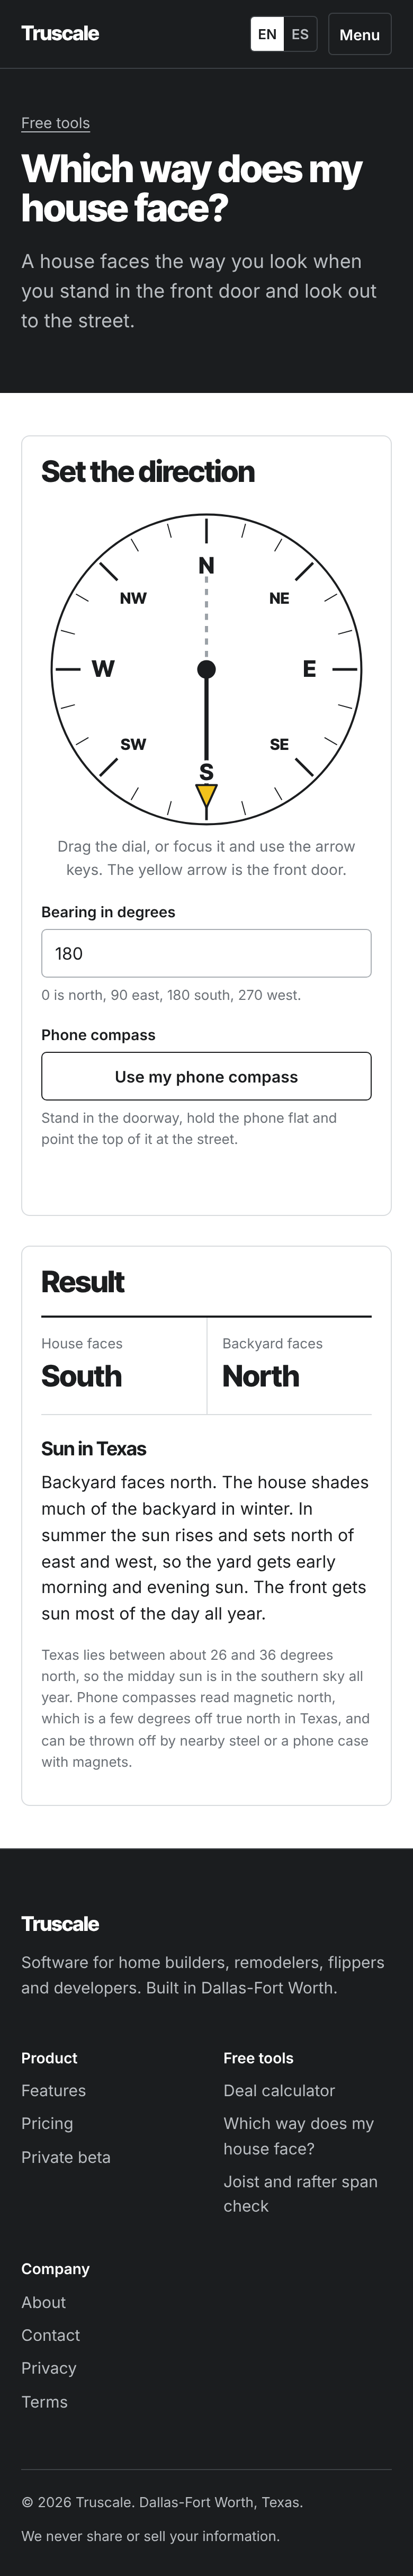 Truscale
EN ES
Menu
Free tools
Which way does my
house face?
A house faces the way you look when
you stand in the front door and look out
to the street.
Set the direction
N
NW
NE
W
E
SW
SE
S
Drag the dial, or focus it and use the arrow
keys. The yellow arrow is the front door.
Bearing in degrees
180
0 is north, 90 east, 180 south, 270 west.
Phone compass
Use my phone compass
Stand in the doorway, hold the phone flat and
point the top of it at the street.
Result
House faces
South
Backyard faces
North
Sun in Texas
Backyard faces north. The house shades
much of the backyard in winter. In
summer the sun rises and sets north of
east and west, so the yard gets early
morning and evening sun. The front gets
sun most of the day all year.
Texas lies between about 26 and 36 degrees
north, so the midday sun is in the southern sky all
year. Phone compasses read magnetic north,
which is a few degrees off true north in Texas, and
can be thrown off by nearby steel or a phone case
with magnets.
Truscale
Software for home builders, remodelers, flippers
and developers. Built in Dallas-Fort Worth.
Product
Features
Pricing
Private beta
Free tools
Deal calculator
Which way does my
house face?
Joist and rafter span
check
Company
About
Contact
Privacy
Terms
© 2026 Truscale. Dallas-Fort Worth, Texas.
We never share or sell your information.